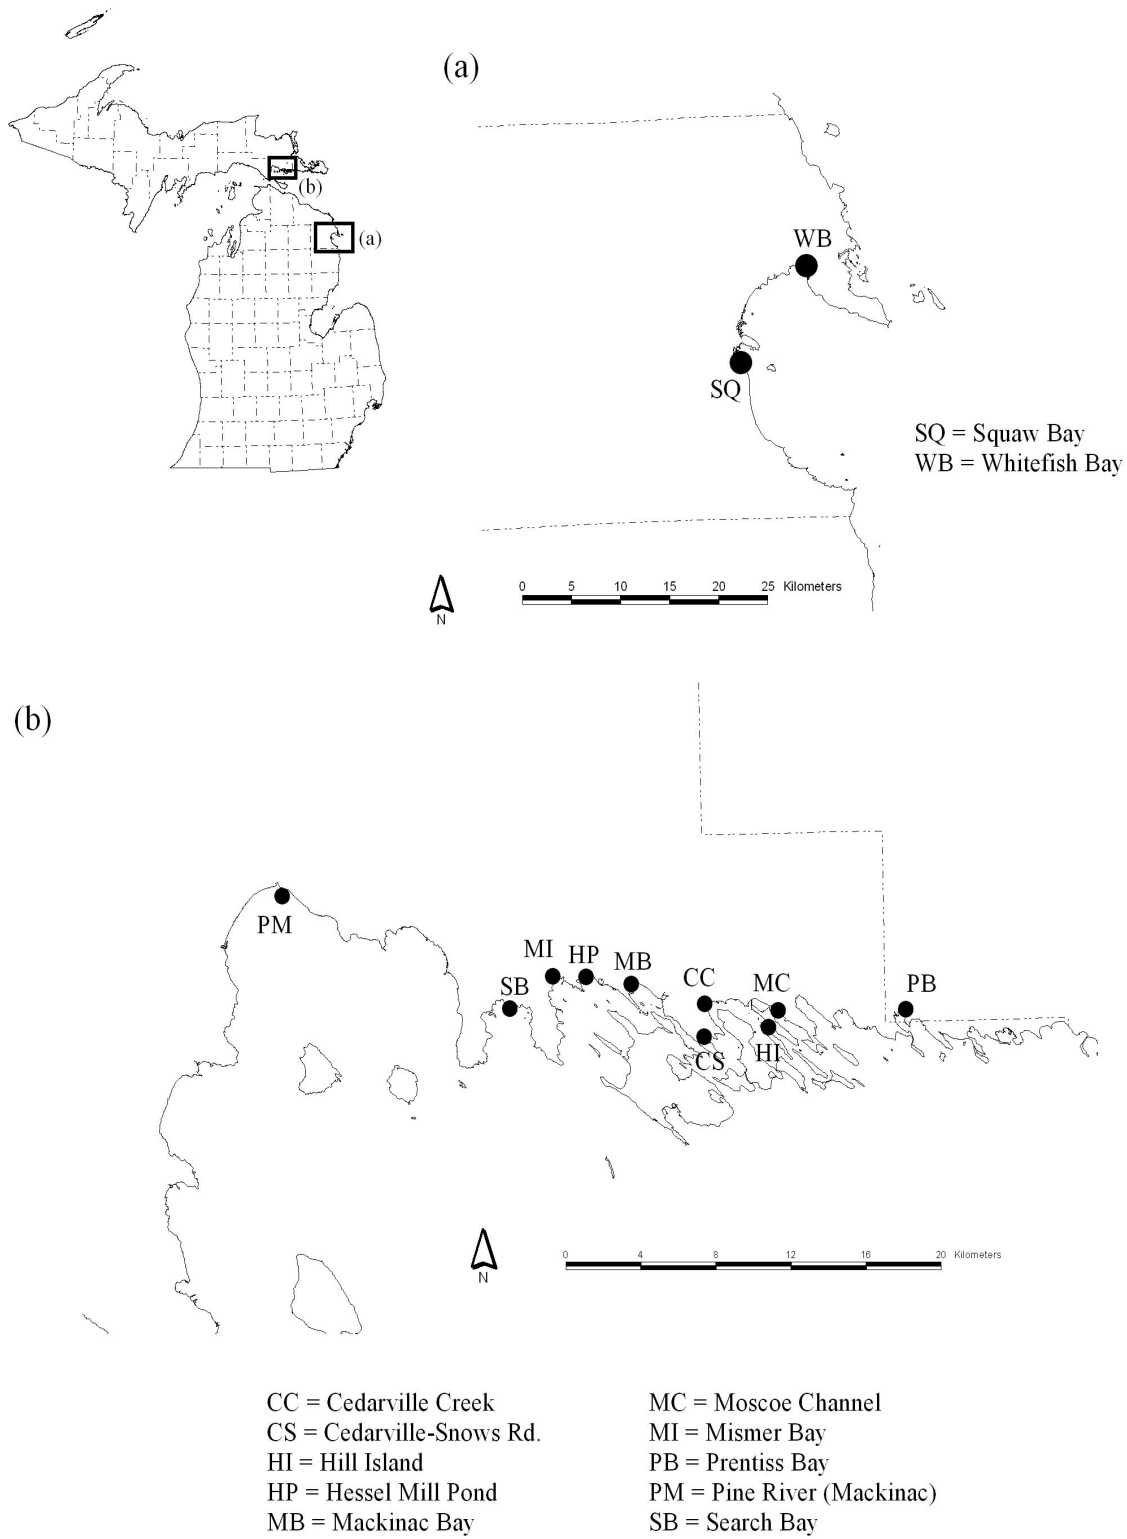 (a)
(b)
(a)
WB
SQ
SQ = Squaw Bay
WB = Whitefish Bay
0 5 10 15 20 25 Kilometers
N
(b)
PM
MI HP MB
SB
CC MC PB
CS HI
0 4 8 12 16 20 Kilometers
N
CC = Cedarville Creek
CS = Cedarville-Snows Rd.
HI = Hill Island
HP = Hessel Mill Pond
MB = Mackinac Bay
MC = Moscoe Channel
MI = Mismer Bay
PB = Prentiss Bay
PM = Pine River (Mackinac)
SB = Search Bay